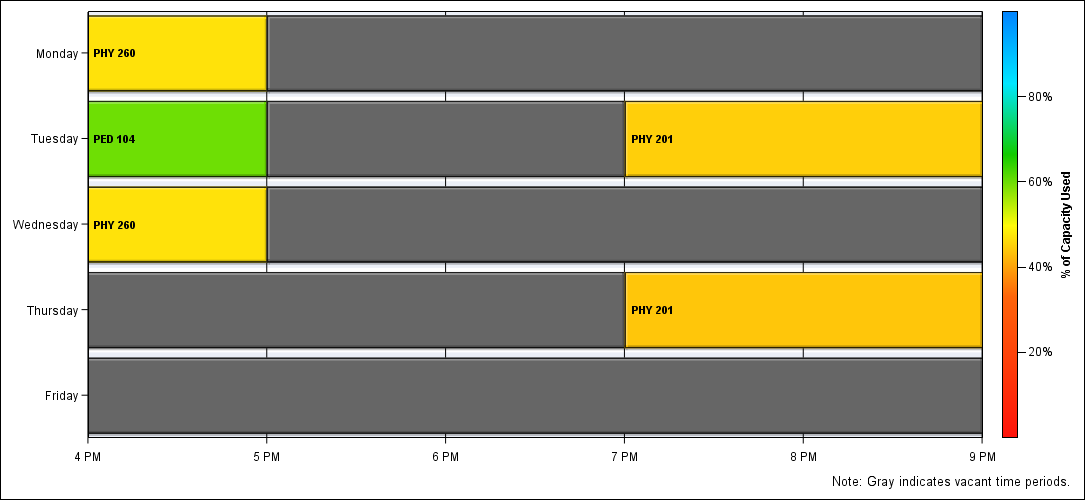 Monday
PHY 260
Tuesday
PED 104
PHY 201
Wednesday
PHY 260
Thursday
PHY 201
Friday
4 PM
5 PM
6 PM
7 PM
8 PM
9 PM
80%
60%
40%
20%
% of Capacity Used
Note: Gray indicates vacant time periods.